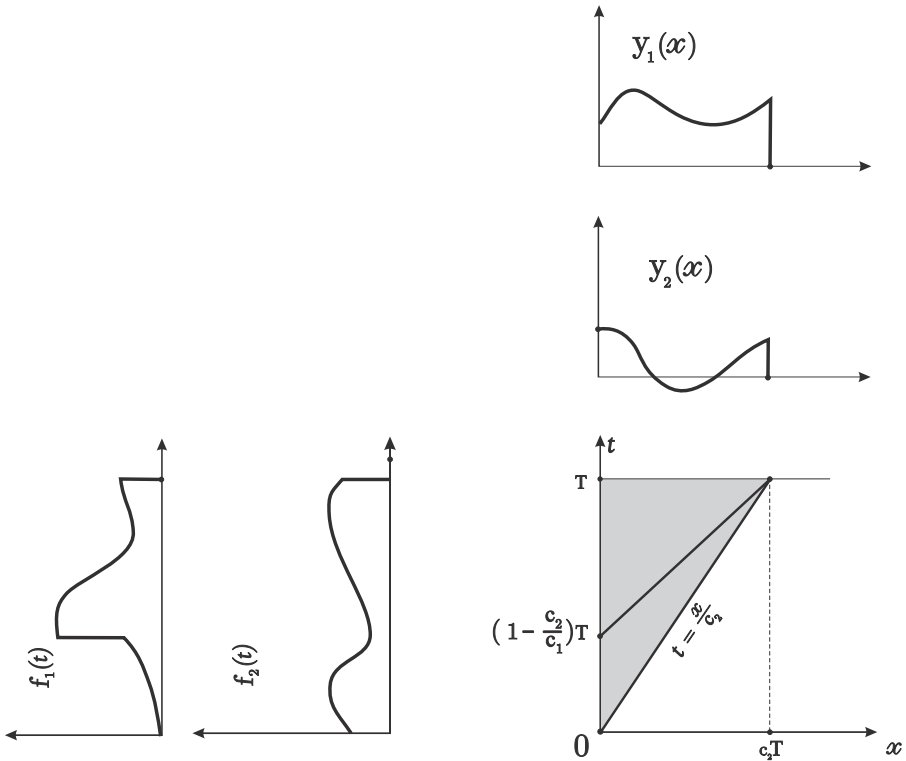 y₁(x)
y₂(x)
t
T
(1 − c₂/c₁)T
t = x/c₂
f₁(t)
f₂(t)
0
c₂T
x